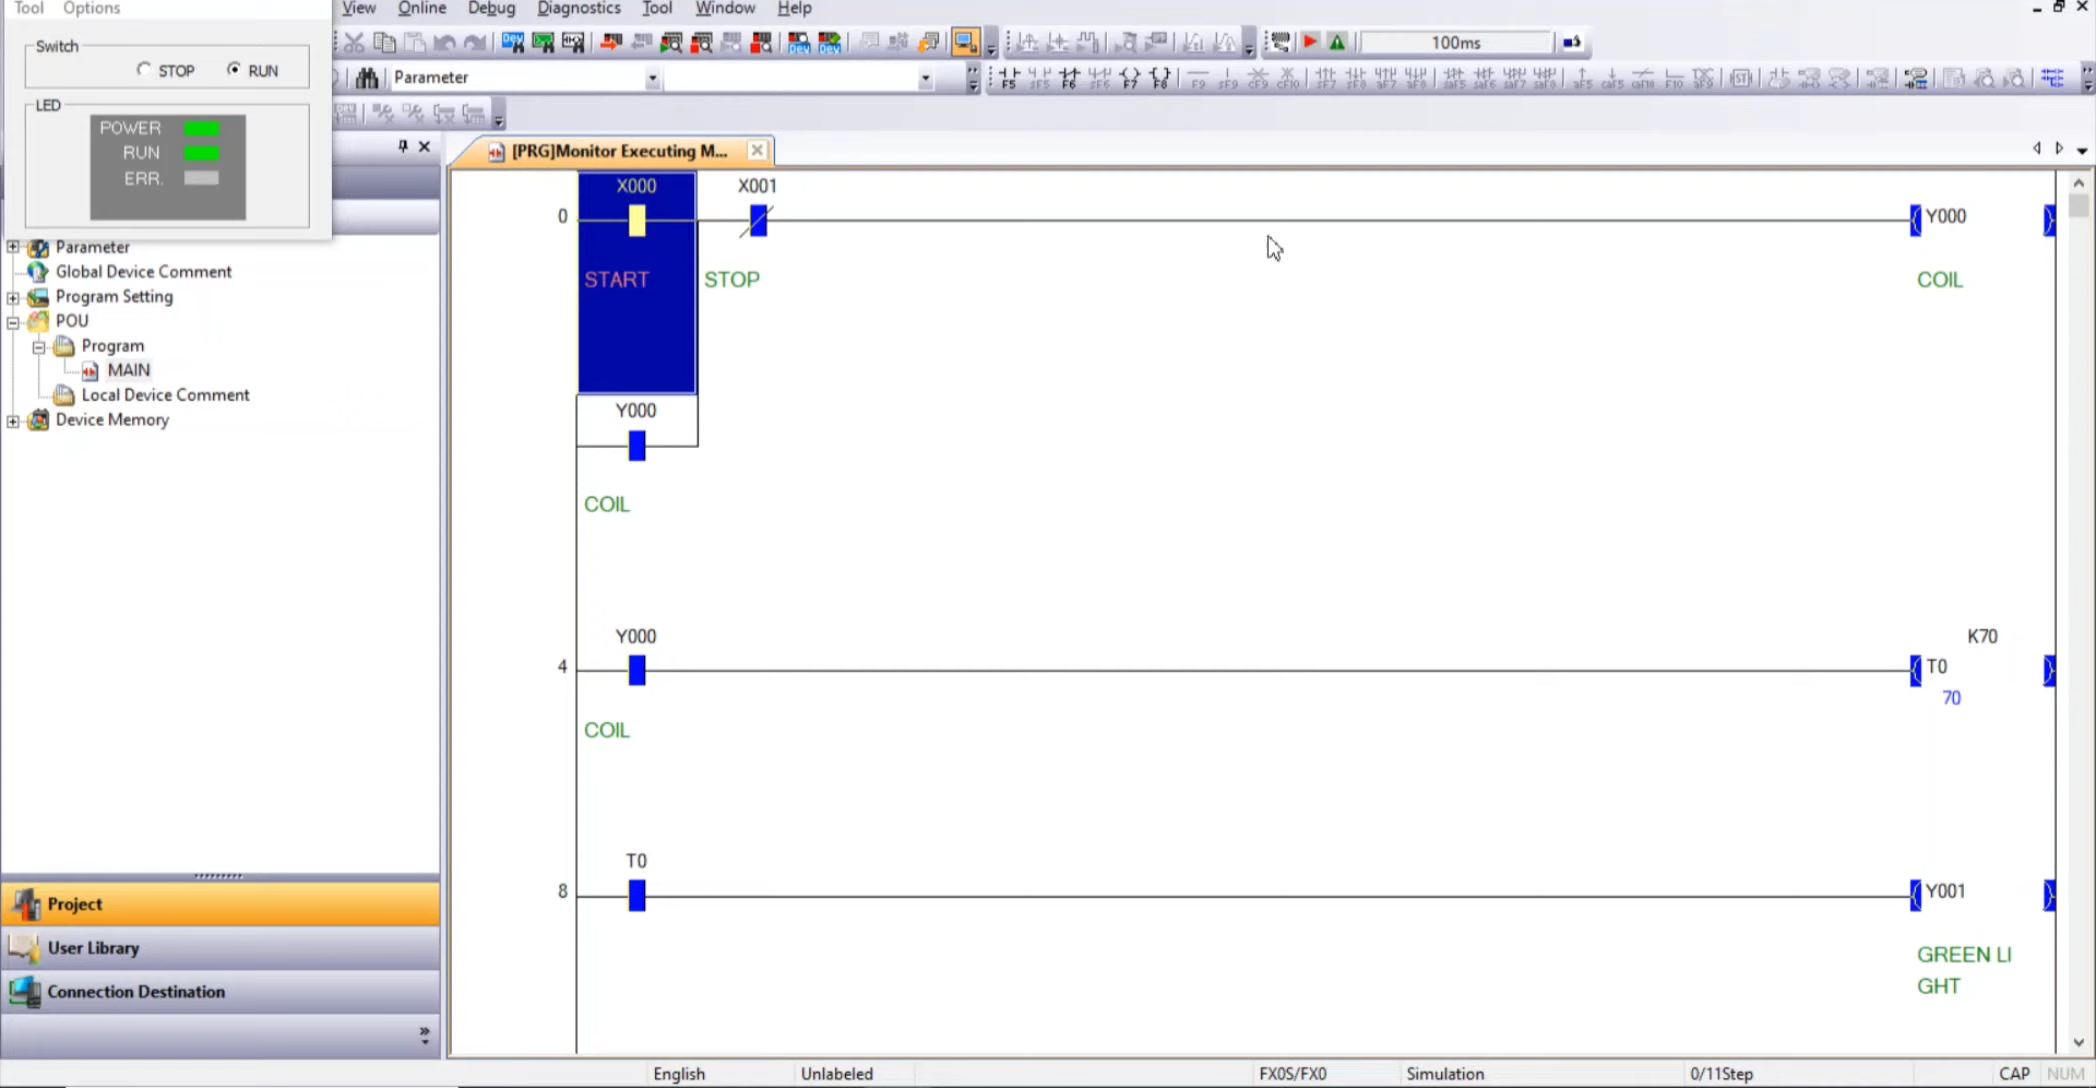 Tool Options View Online Debug Diagnostics Tool Window Help
Switch
STOP RUN
100ms
Parameter
LED
POWER
RUN
ERR.
[PRG]Monitor Executing M...
Parameter
Global Device Comment
Program Setting
POU
Program
MAIN
Local Device Comment
Device Memory
Project
User Library
Connection Destination
X000 X001
0 Y000
START STOP COIL
Y000
COIL
Y000 K70
4 T0
70
COIL
T0
8 Y001
GREEN LI
GHT
English Unlabeled FX0S/FX0 Simulation 0/11Step CAP NUM